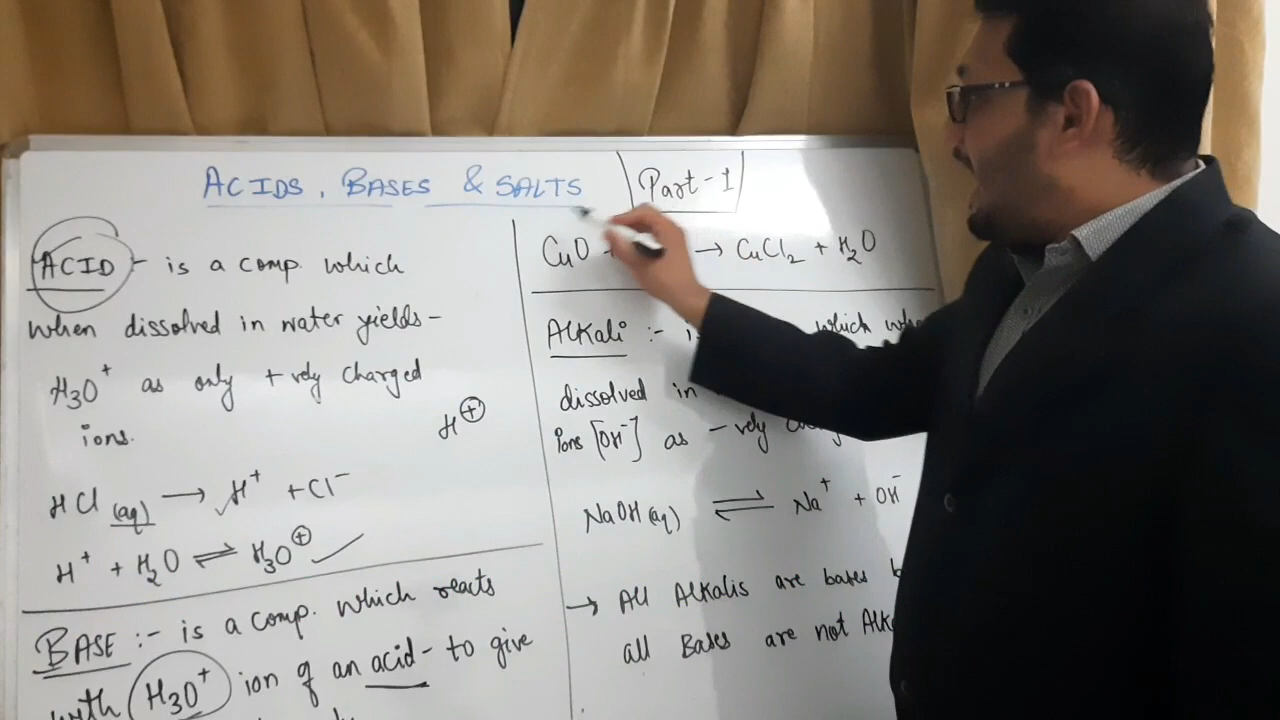 ACIDS, BASES & SALTS
Part-1
ACID - is a comp. which
when dissolved in water yields-
H3O+ as only +vely charged
ions.
H⊕
HCl (aq) → H+ + Cl-
H+ + H2O ⇌ H3O⊕ ✓
BASE :- is a comp. which reacts
with H3O+ ion of an acid - to give
CuO + → CuCl2 + H2O
Alkali :- which
dissolved in
ions [OH-] as -vely
NaOH (aq) ⇌ Na+ + OH-
→ All Alkalis are bases
all Bases are not